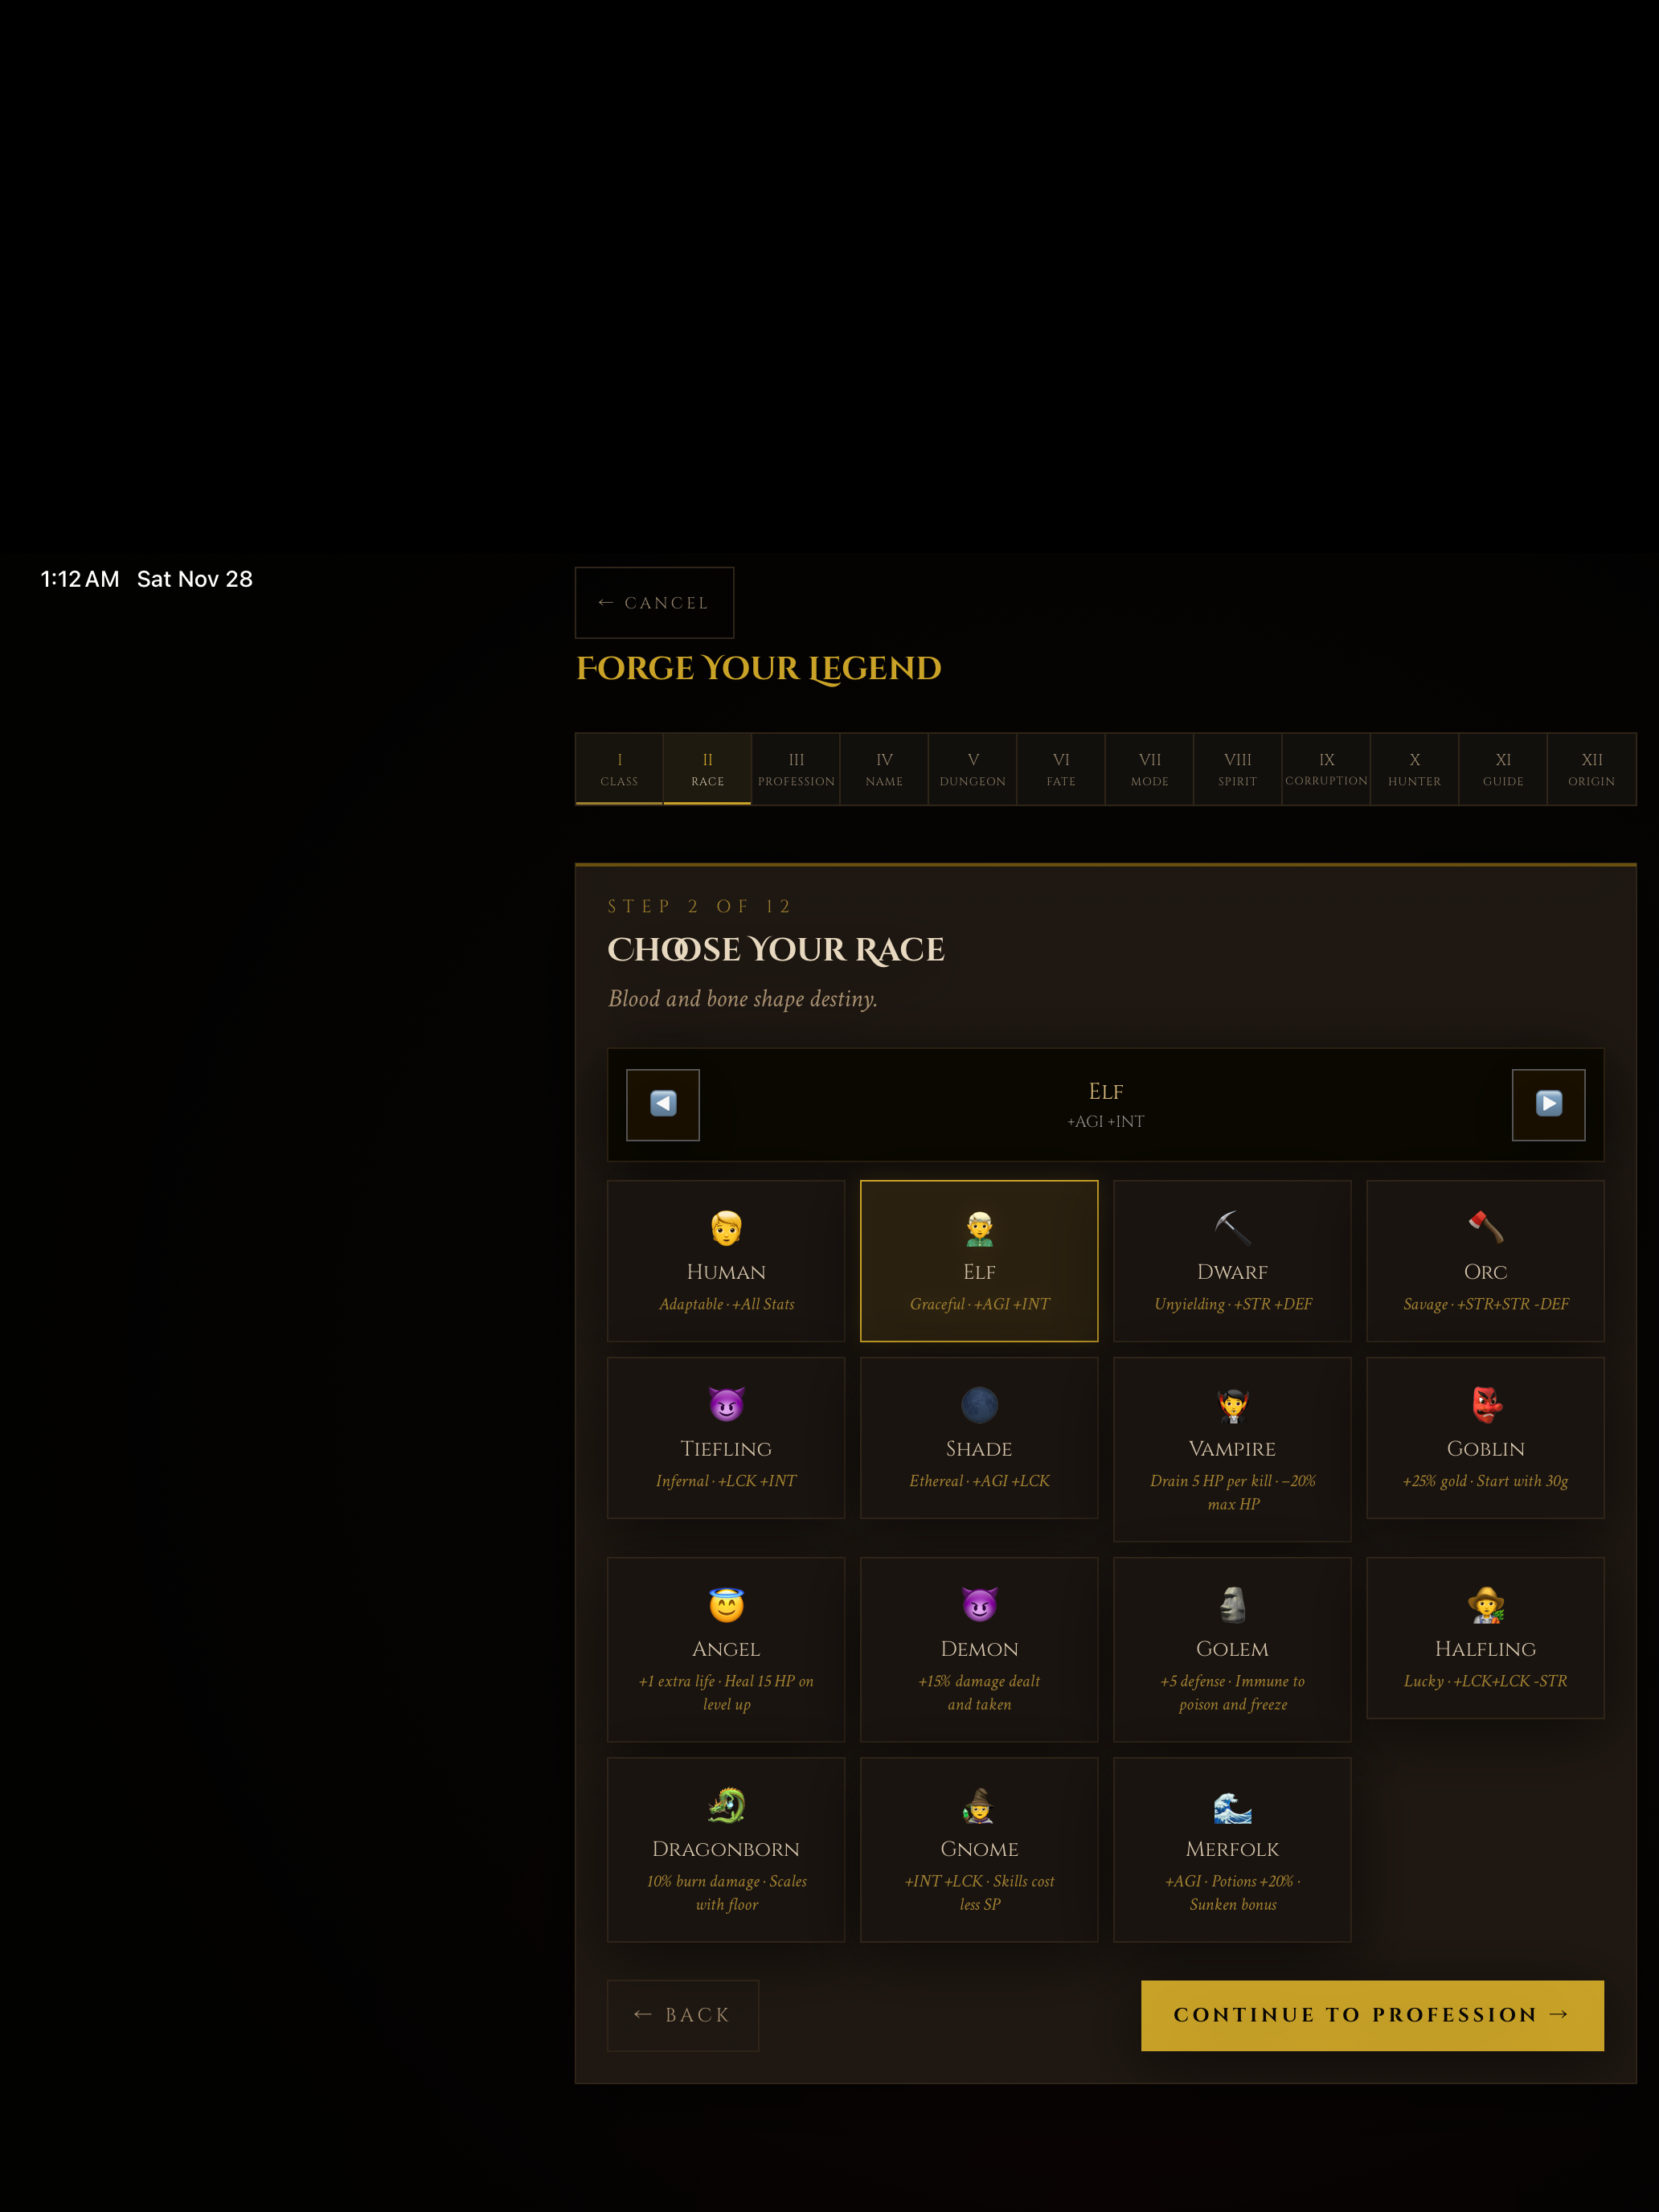 1:12 AM Sat Nov 28
← CANCEL
FORGE YOUR LEGEND
I
CLASS
II
RACE
III
PROFESSION
IV
NAME
V
DUNGEON
VI
FATE
VII
MODE
VIII
SPIRIT
IX
CORRUPTION
X
HUNTER
XI
GUIDE
XII
ORIGIN
STEP 2 OF 12
CHOOSE YOUR RACE
Blood and bone shape destiny.
ELF
+AGI +INT
HUMAN
Adaptable · +All Stats
ELF
Graceful · +AGI +INT
DWARF
Unyielding · +STR +DEF
ORC
Savage · +STR+STR -DEF
TIEFLING
Infernal · +LCK +INT
SHADE
Ethereal · +AGI +LCK
VAMPIRE
Drain 5 HP per kill · −20%
max HP
GOBLIN
+25% gold · Start with 30g
ANGEL
+1 extra life · Heal 15 HP on
level up
DEMON
+15% damage dealt
and taken
GOLEM
+5 defense · Immune to
poison and freeze
HALFLING
Lucky · +LCK+LCK -STR
DRAGONBORN
10% burn damage · Scales
with floor
GNOME
+INT +LCK · Skills cost
less SP
MERFOLK
+AGI · Potions +20% ·
Sunken bonus
← BACK
CONTINUE TO PROFESSION →